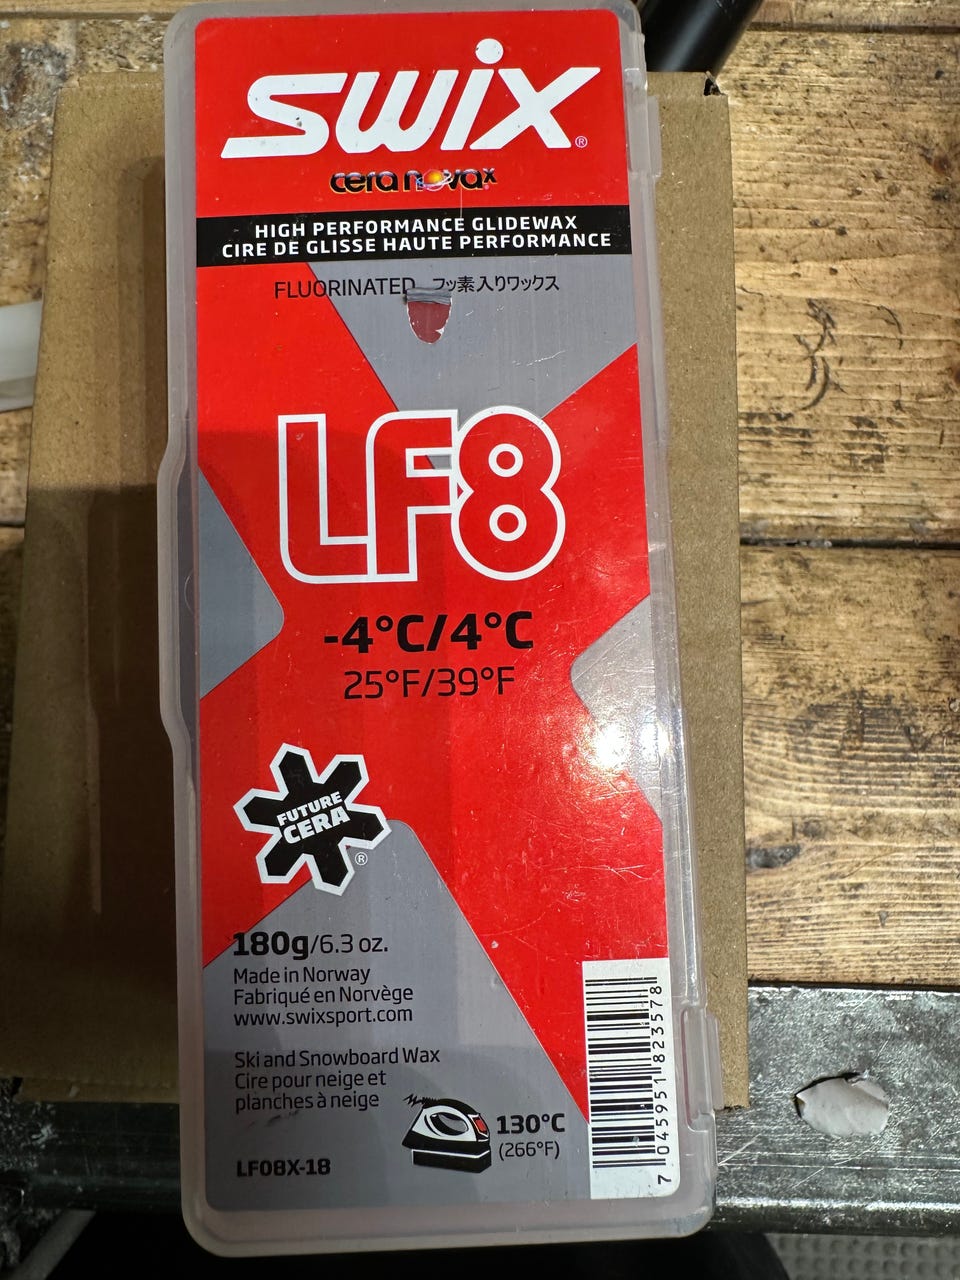 SWIX®
cera novax
HIGH PERFORMANCE GLIDEWAX
CIRE DE GLISSE HAUTE PERFORMANCE
FLUORINATED フッ素入りワックス
LF8
-4°C/4°C
25°F/39°F
FUTURE
CERA
®
180g/6.3 oz.
Made in Norway
Fabriqué en Norvège
www.swixsport.com
Ski and Snowboard Wax
Cire pour neige et
planches à neige
130°C
(266°F)
LF08X-18
7 045951 823578